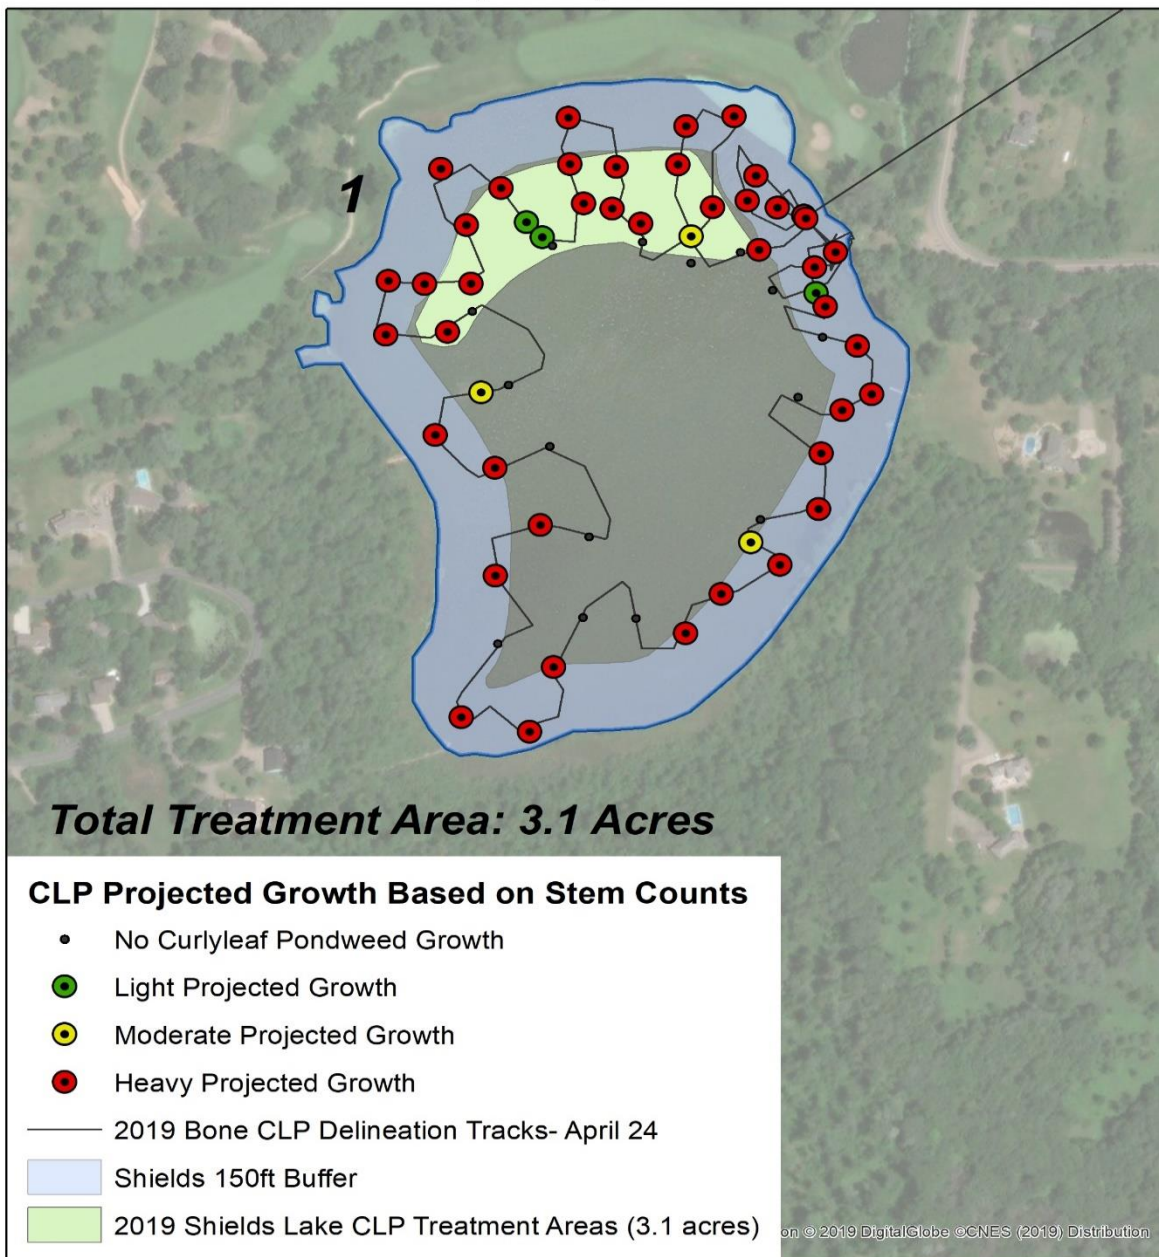 1
Total Treatment Area: 3.1 Acres
CLP Projected Growth Based on Stem Counts
No Curlyleaf Pondweed Growth
Light Projected Growth
Moderate Projected Growth
Heavy Projected Growth
2019 Bone CLP Delineation Tracks- April 24
Shields 150ft Buffer
2019 Shields Lake CLP Treatment Areas (3.1 acres)
on © 2019 DigitalGlobe ©CNES (2019) Distribution